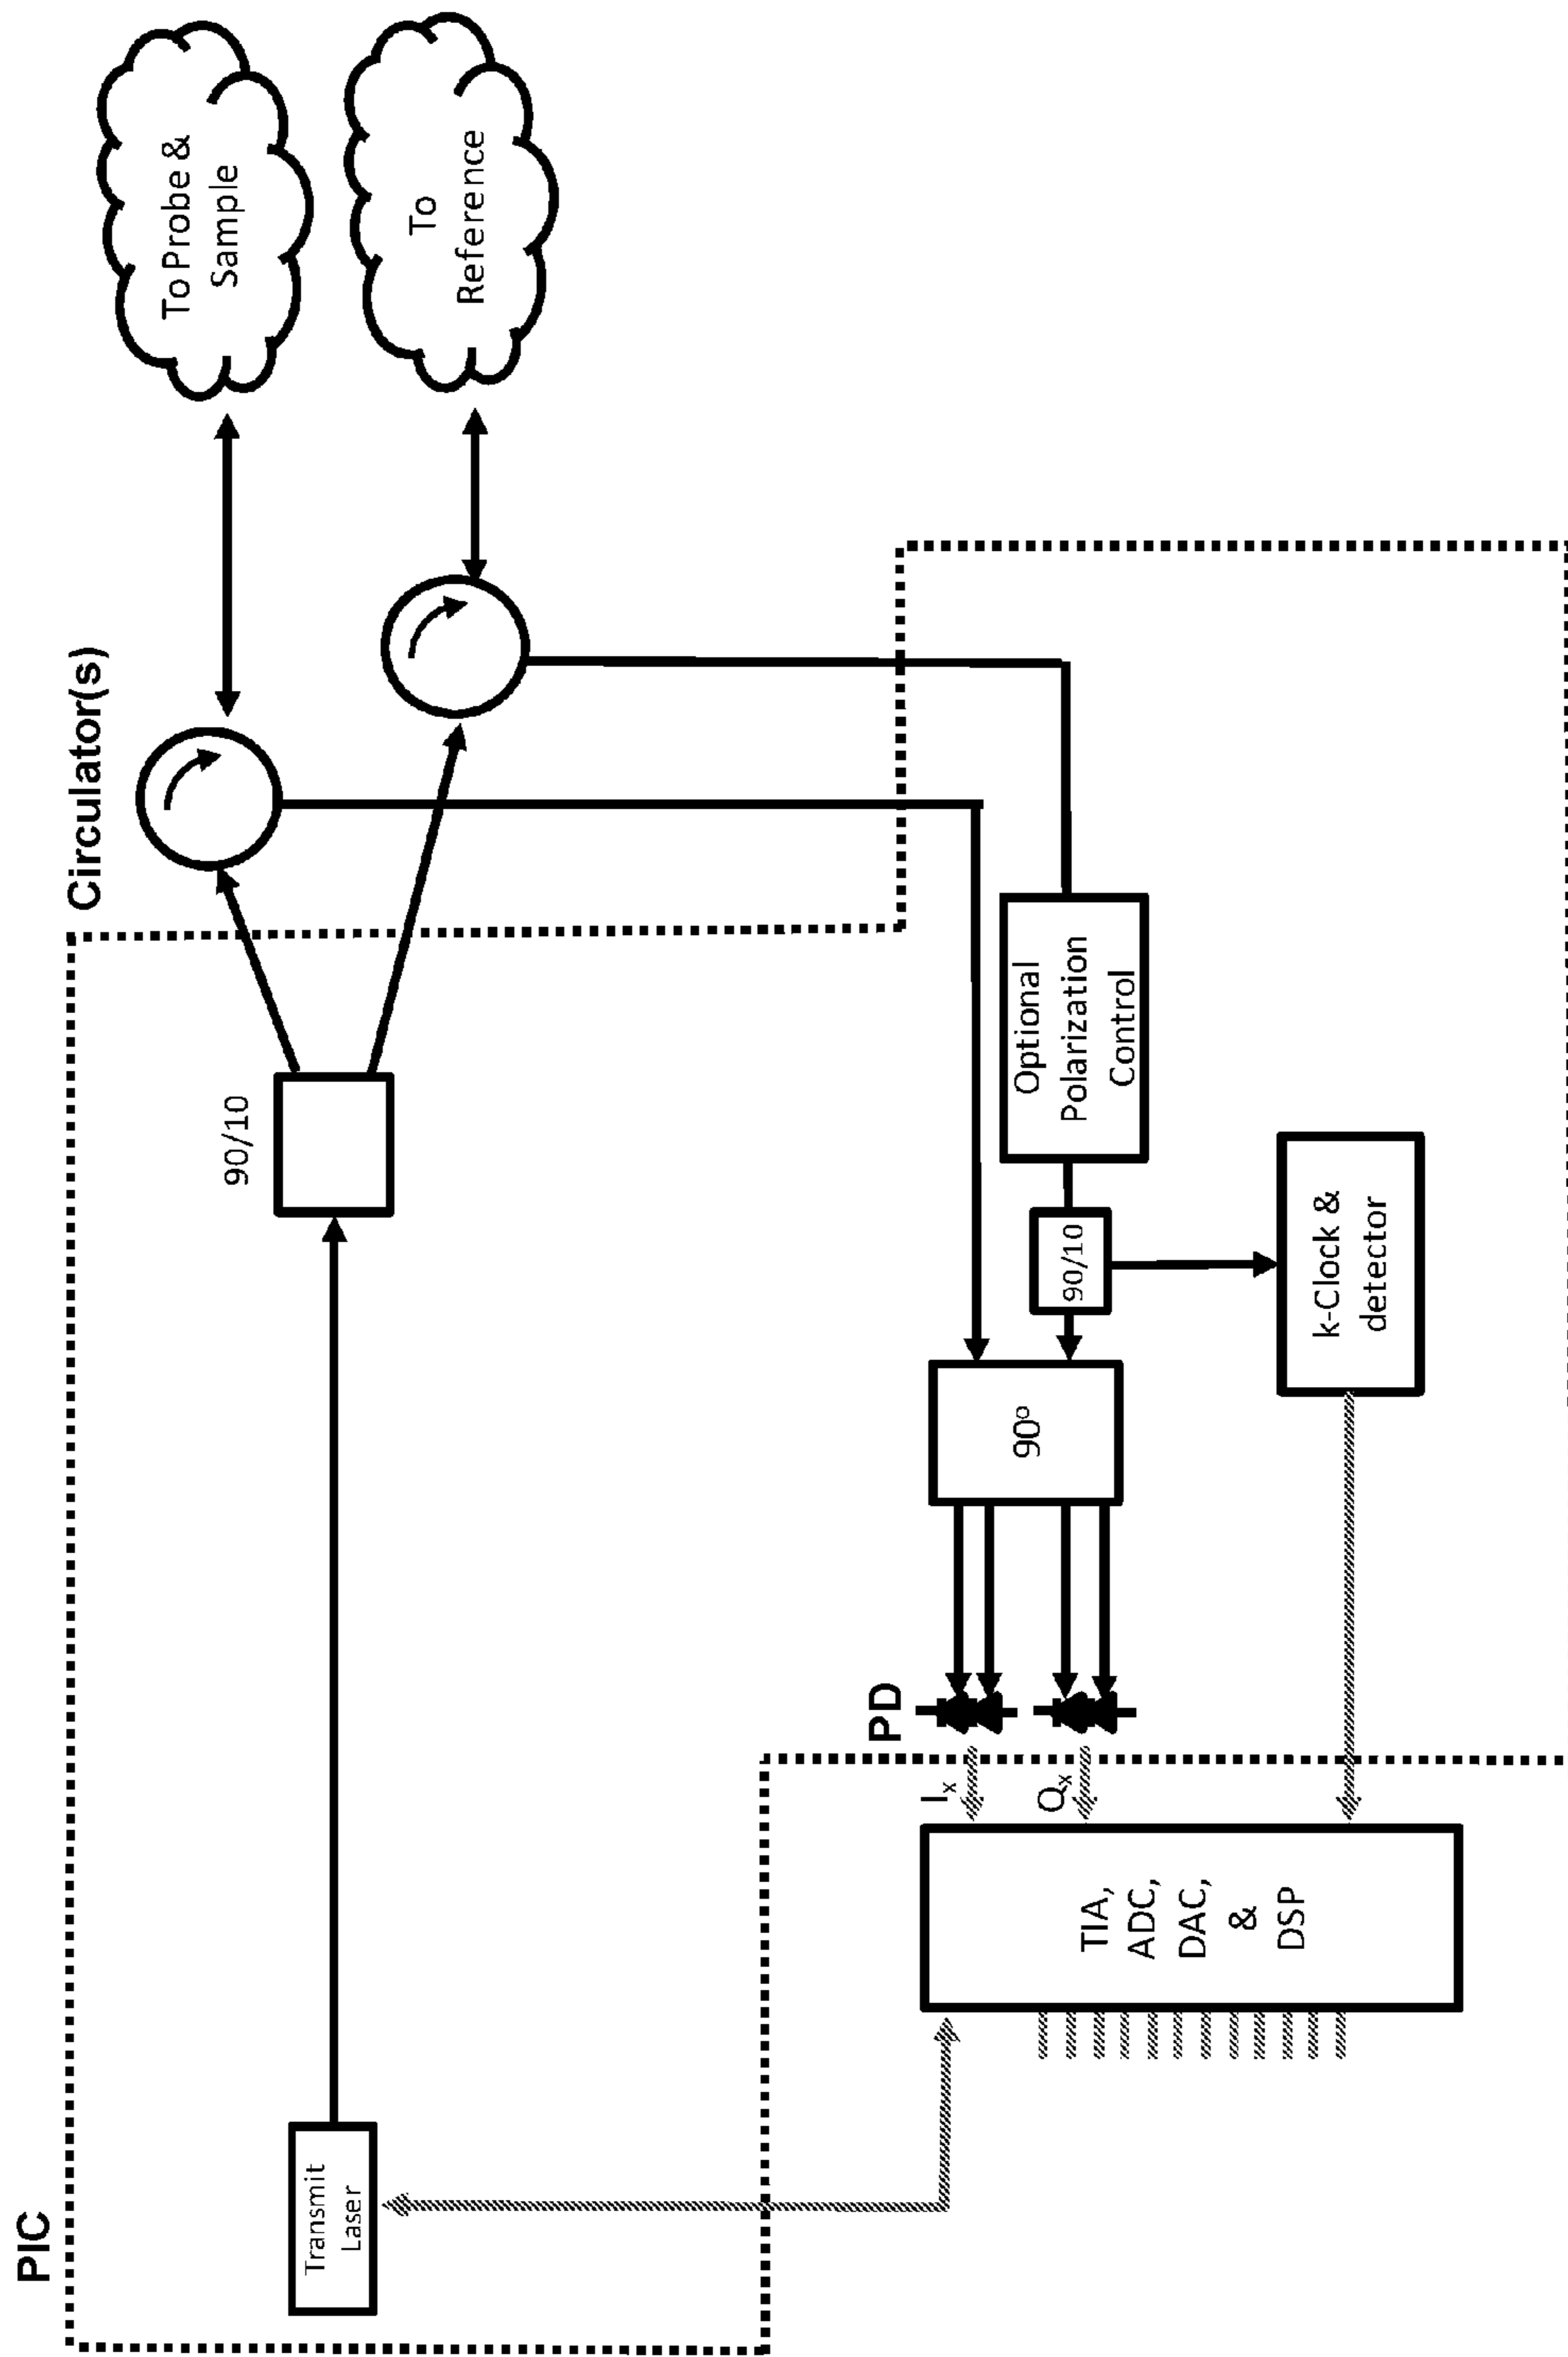 PIC
Transmit
Laser
90/10
Circulator(s)
To Probe &
Sample
To
Reference
PD
Ix
Qx
TIA,
ADC,
DAC,
&
DSP
90º
90/10
Optional
Polarization
Control
k-Clock &
detector